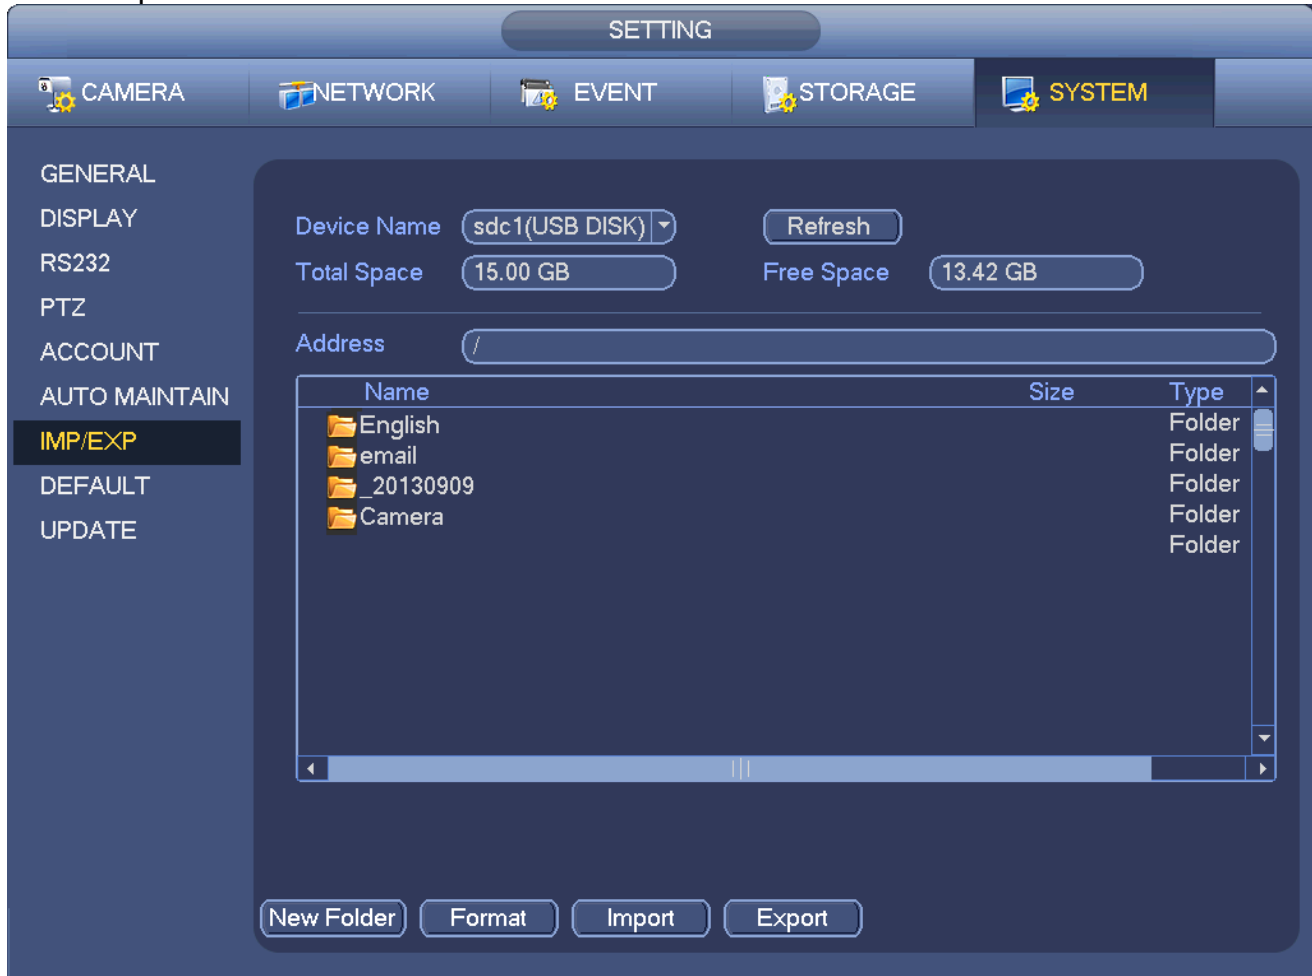 SETTING
CAMERA NETWORK EVENT STORAGE SYSTEM
GENERAL
DISPLAY
RS232
PTZ
ACCOUNT
AUTO MAINTAIN
IMP/EXP
DEFAULT
UPDATE
Device Name sdc1(USB DISK) Refresh
Total Space 15.00 GB Free Space 13.42 GB
Address /
Name Size Type
English Folder
email Folder
_20130909 Folder
Camera Folder
Folder
New Folder Format Import Export